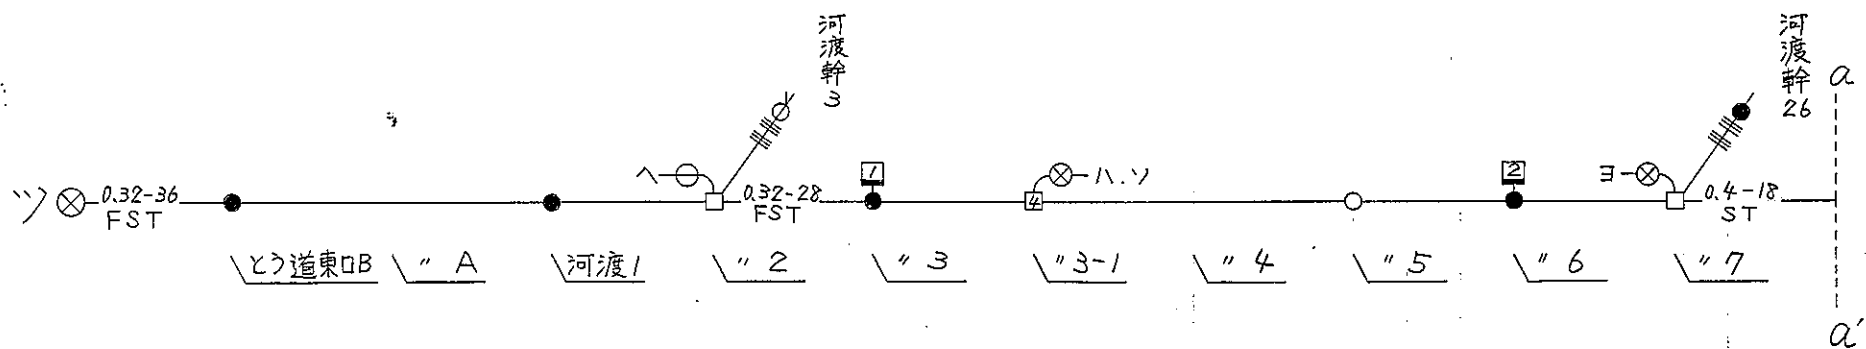 河渡幹3
河渡幹26
a
ツ
0.32-36
FST
ヘ
0.32-28
FST
1
4
ハ.ソ
2
ヨ
0.4-18
ST
とう道東口B
〃 A
河渡1
〃 2
〃 3
〃 3-1
〃 4
〃 5
〃 6
〃 7
a'